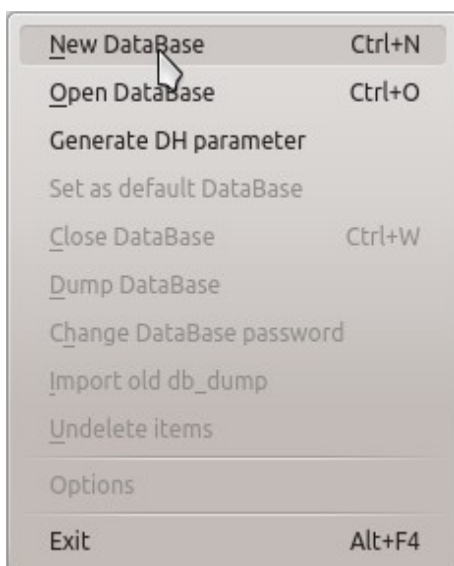 New DataBase Ctrl+N
Open DataBase Ctrl+O
Generate DH parameter
Set as default DataBase
Close DataBase Ctrl+W
Dump DataBase
Change DataBase password
Import old db_dump
Undelete items
Options
Exit Alt+F4